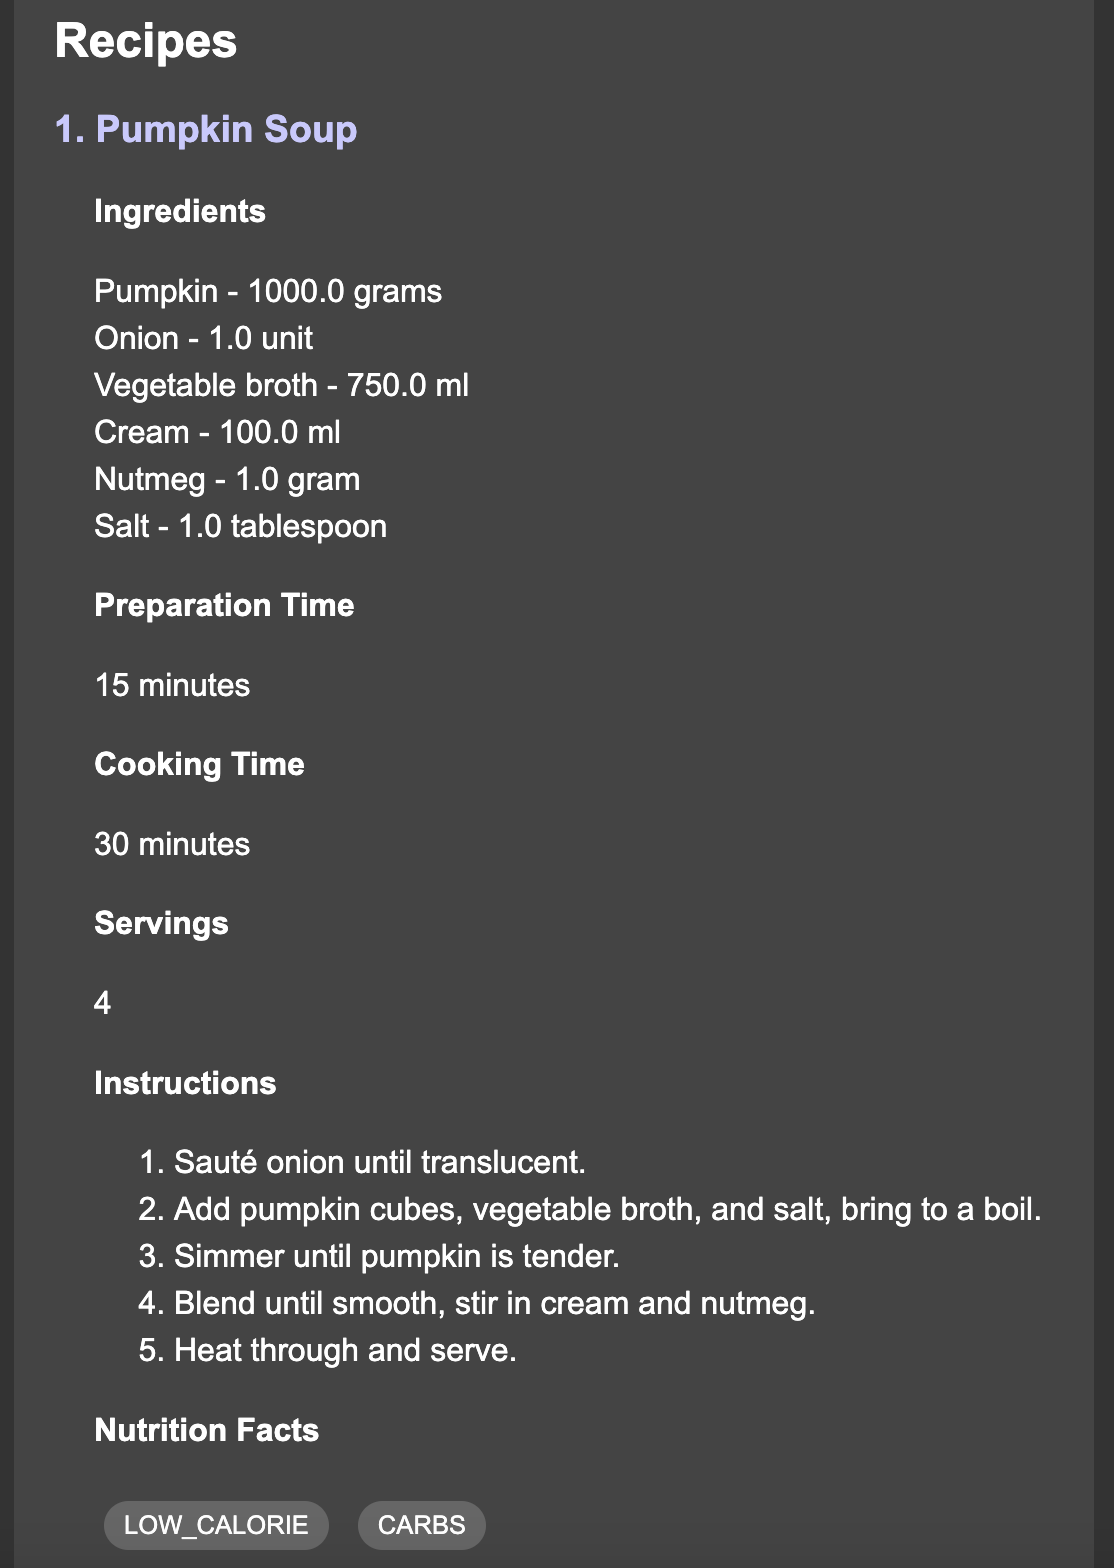 Recipes
1. Pumpkin Soup
Ingredients
Pumpkin - 1000.0 grams
Onion - 1.0 unit
Vegetable broth - 750.0 ml
Cream - 100.0 ml
Nutmeg - 1.0 gram
Salt - 1.0 tablespoon
Preparation Time
15 minutes
Cooking Time
30 minutes
Servings
4
Instructions
1. Sauté onion until translucent.
2. Add pumpkin cubes, vegetable broth, and salt, bring to a boil.
3. Simmer until pumpkin is tender.
4. Blend until smooth, stir in cream and nutmeg.
5. Heat through and serve.
Nutrition Facts
LOW_CALORIE CARBS